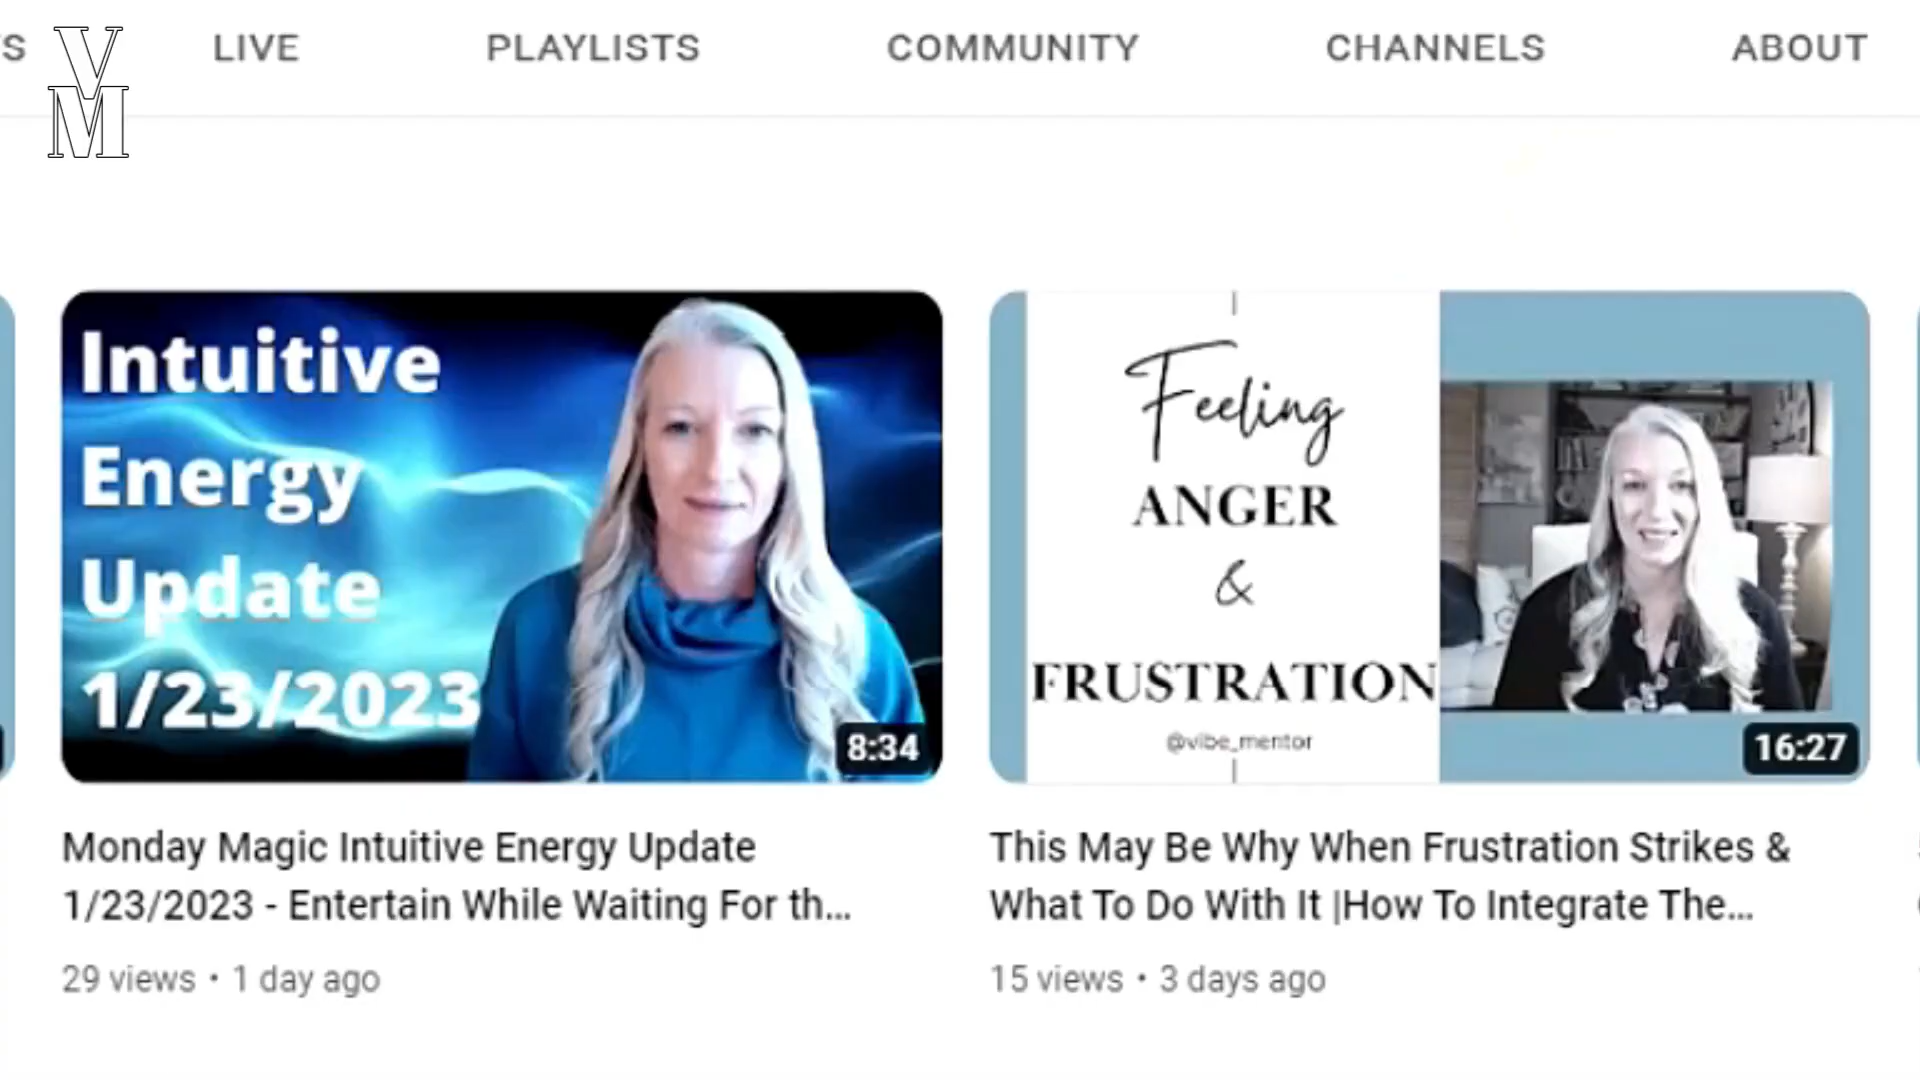 S LIVE PLAYLISTS COMMUNITY CHANNELS ABOUT
V
M
Intuitive
Energy
Update
1/23/2023
8:34
Feeling
ANGER
&
FRUSTRATION
@vibe_mentor
16:27
Monday Magic Intuitive Energy Update
1/23/2023 - Entertain While Waiting For th...
29 views • 1 day ago
This May Be Why When Frustration Strikes &
What To Do With It |How To Integrate The...
15 views • 3 days ago